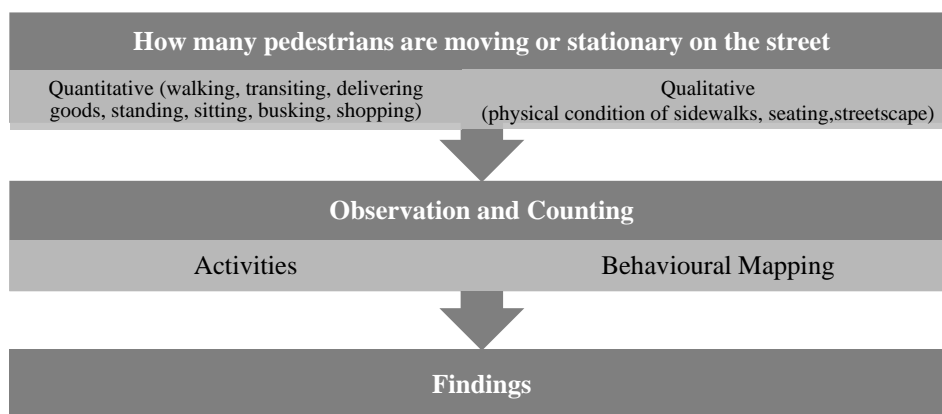 How many pedestrians are moving or stationary on the street
Quantitative (walking, transiting, delivering
goods, standing, sitting, busking, shopping)
Qualitative
(physical condition of sidewalks, seating,streetscape)
Observation and Counting
Activities
Behavioural Mapping
Findings